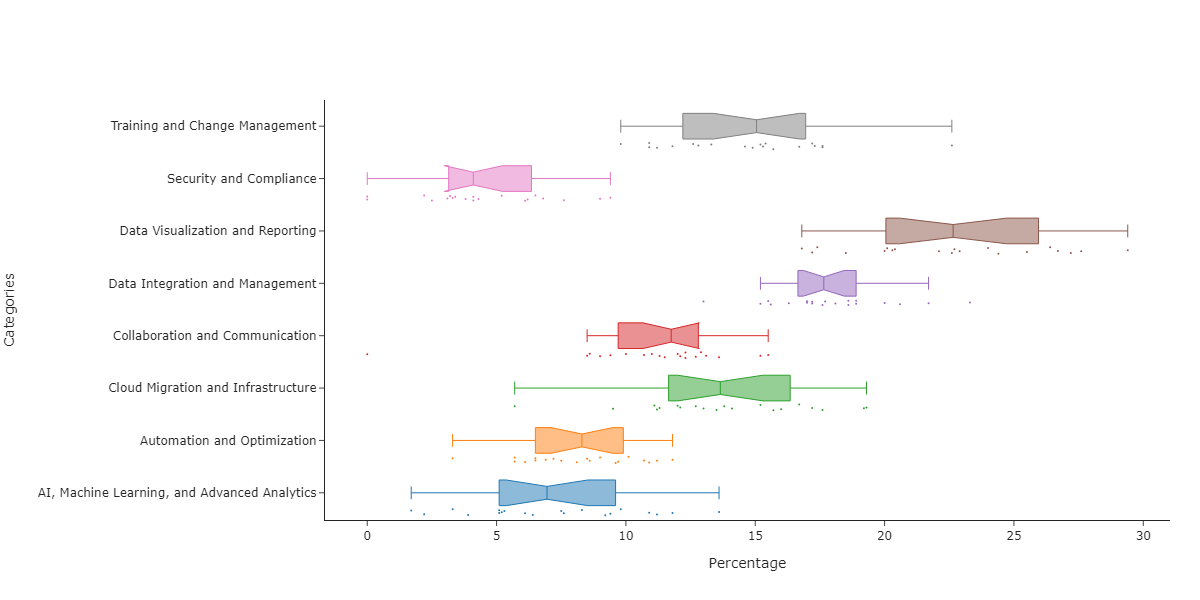 Training and Change Management
Security and Compliance
Data Visualization and Reporting
Data Integration and Management
Collaboration and Communication
Cloud Migration and Infrastructure
Automation and Optimization
AI, Machine Learning, and Advanced Analytics
Categories
0 5 10 15 20 25 30
Percentage